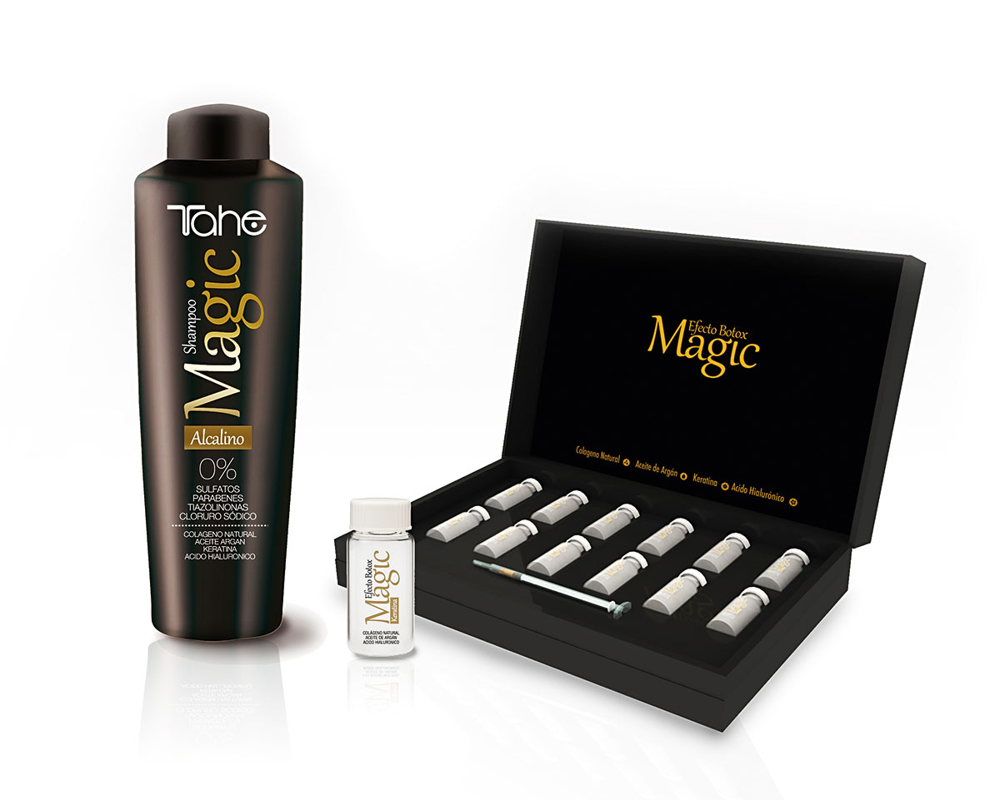 Tahe
Shampoo
Magic
Alcalino
0%
SULFATOS
PARABENES
TIAZOLINONAS
CLORURO SÓDICO
COLAGENO NATURAL
ACEITE ARGAN
KERATINA
ACIDO HIALURONICO
Efecto Botox
Magic
Keratina
COLÁGENO NATURAL
ACEITE DE ARGÁN
ACIDO HIALURONICO
Efecto Botox
Magic
Colageno Natural Aceite de Argán Keratina Acido Hialurónico